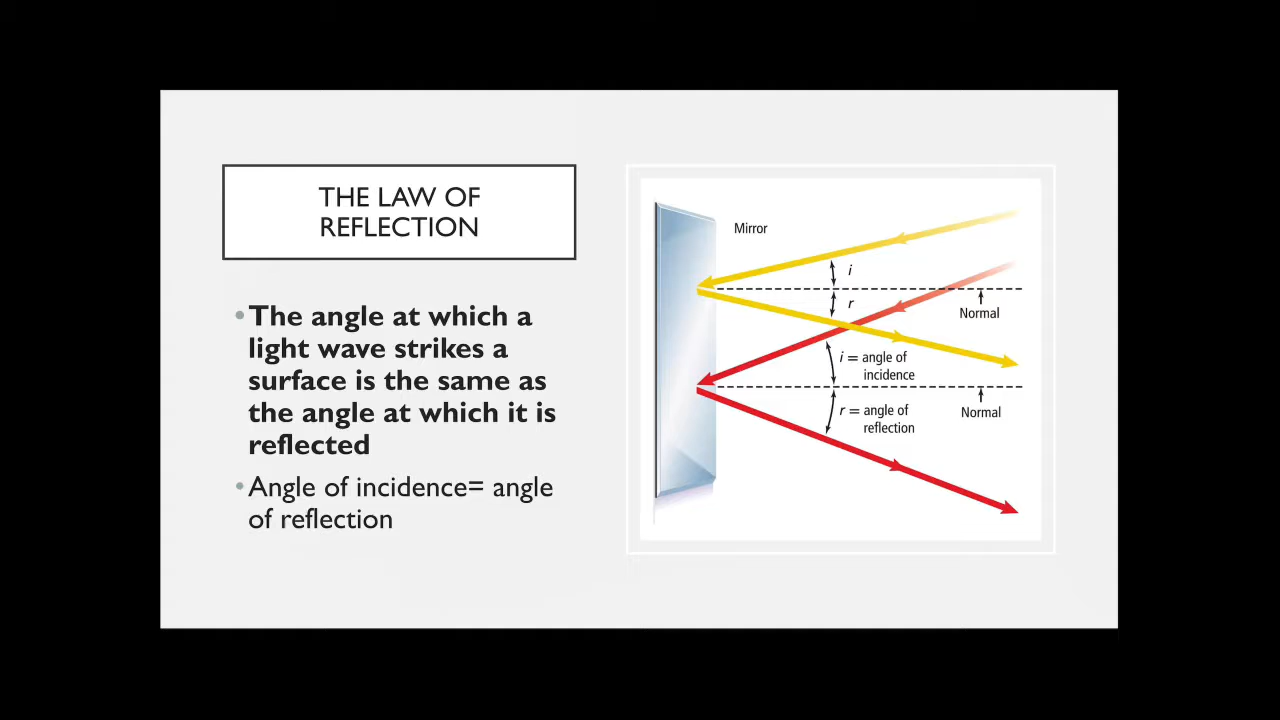 THE LAW OF
REFLECTION
•The angle at which a
light wave strikes a
surface is the same as
the angle at which it is
reflected
•Angle of incidence= angle
of reflection
Mirror
i
r
Normal
i = angle of
incidence
r = angle of
reflection
Normal